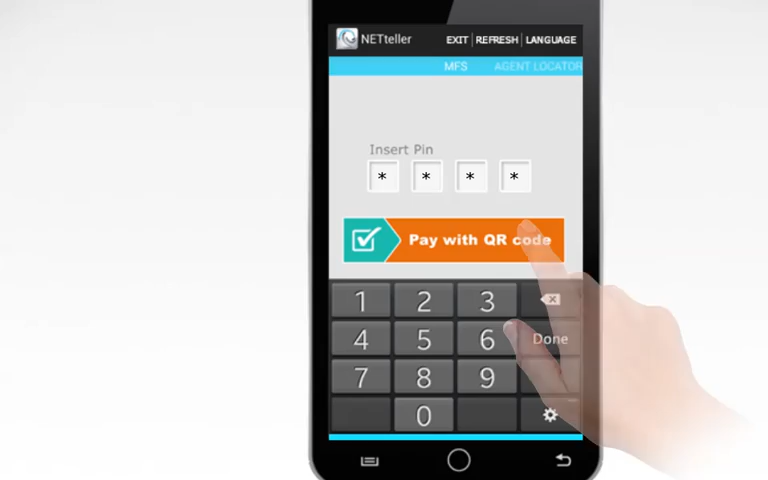 NETteller EXIT REFRESH LANGUAGE
MFS AGENT LOCATOR
Insert Pin
* * * *
Pay with QR code
1 2 3
4 5 6 Done
7 8 9
0